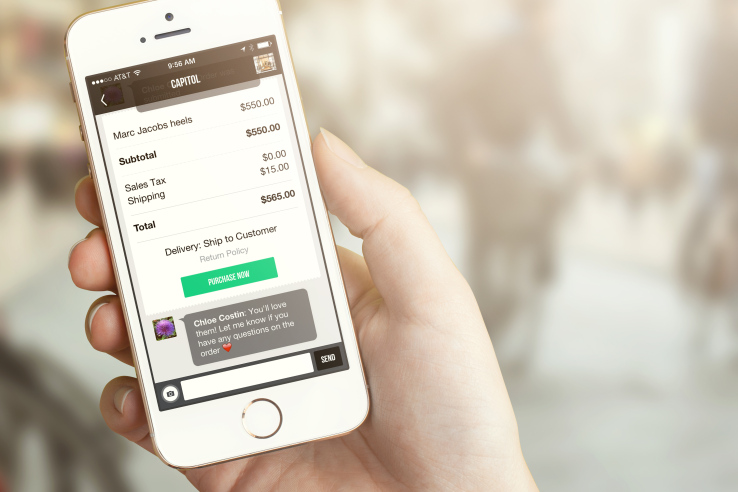 AT&T 9:56 AM
CAPITOL
Marc Jacobs heels $550.00
Subtotal $550.00
Sales Tax $0.00
Shipping $15.00
Total $565.00
Delivery: Ship to Customer
Return Policy
PURCHASE NOW
Chloe Costin: You'll love
them! Let me know if you
have any questions on the
order ❤️
SEND